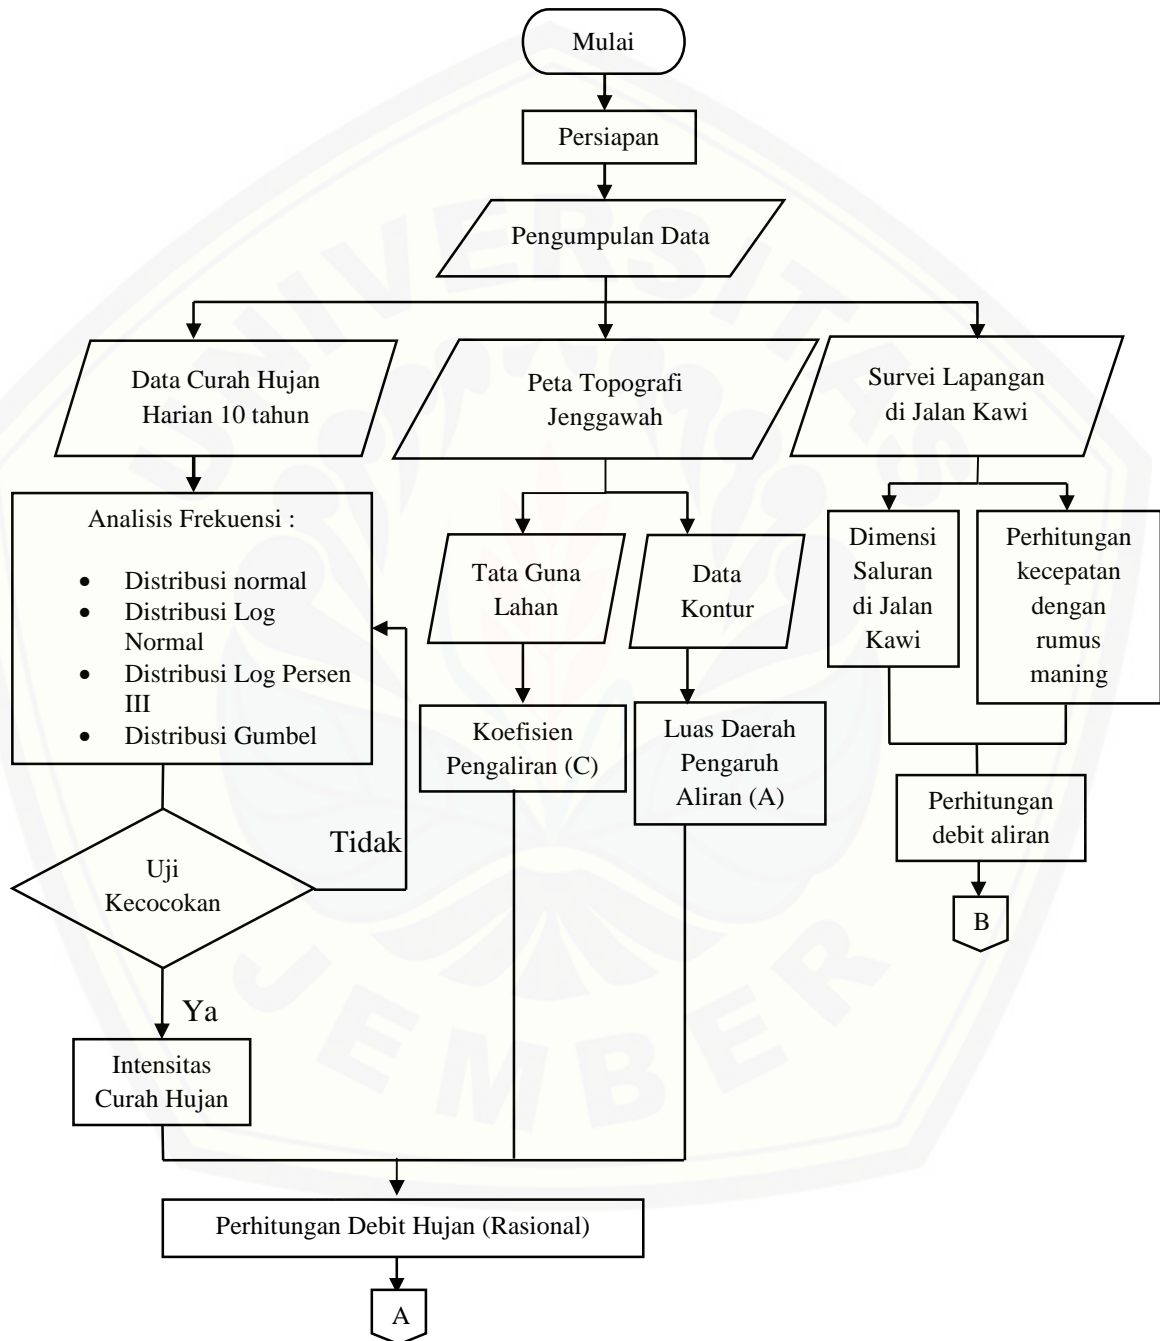 Mulai
Persiapan
Pengumpulan Data
Data Curah Hujan
Harian 10 tahun
Peta Topografi
Jenggawah
Survei Lapangan
di Jalan Kawi
Analisis Frekuensi :
• Distribusi normal
• Distribusi Log
Normal
• Distribusi Log Persen
III
• Distribusi Gumbel
Tata Guna
Lahan
Data
Kontur
Dimensi
Saluran
di Jalan
Kawi
Perhitungan
kecepatan
dengan
rumus
maning
Koefisien
Pengaliran (C)
Luas Daerah
Pengaruh
Aliran (A)
Perhitungan
debit aliran
Tidak
Uji
Kecocokan
B
Ya
Intensitas
Curah Hujan
Perhitungan Debit Hujan (Rasional)
A
UNIVERSITAS
JEMBER